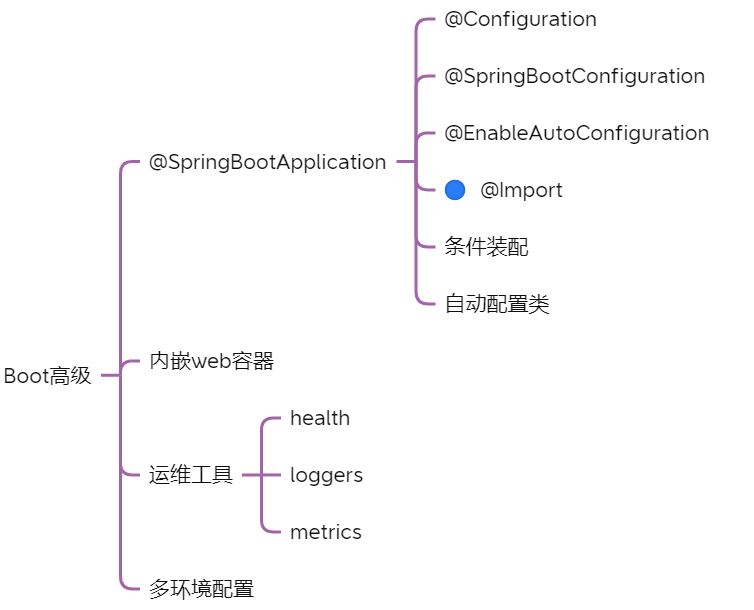 Boot高级
@SpringBootApplication
@Configuration
@SpringBootConfiguration
@EnableAutoConfiguration
@Import
条件装配
自动配置类
内嵌web容器
运维工具
health
loggers
metrics
多环境配置